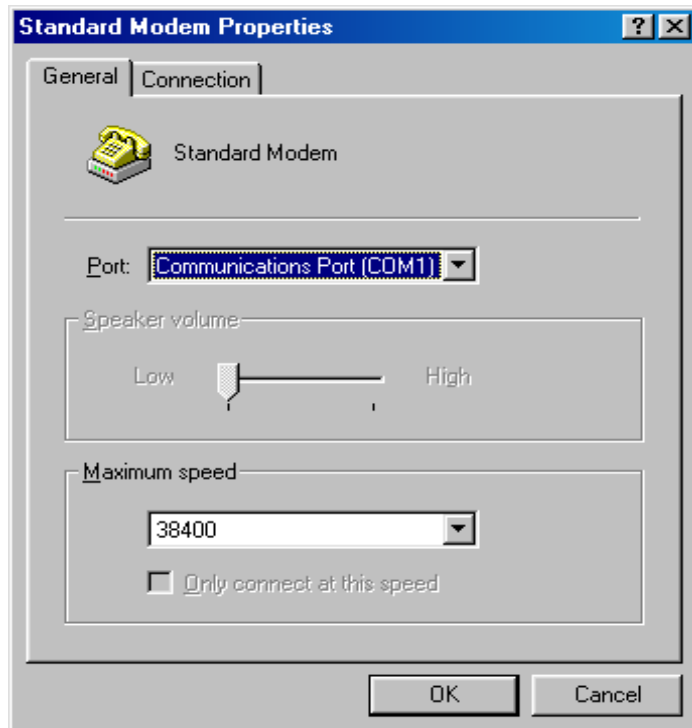 Standard Modem Properties
General Connection
Standard Modem
Port: Communications Port (COM1)
Speaker volume
Low High
Maximum speed
38400
Only connect at this speed
OK Cancel